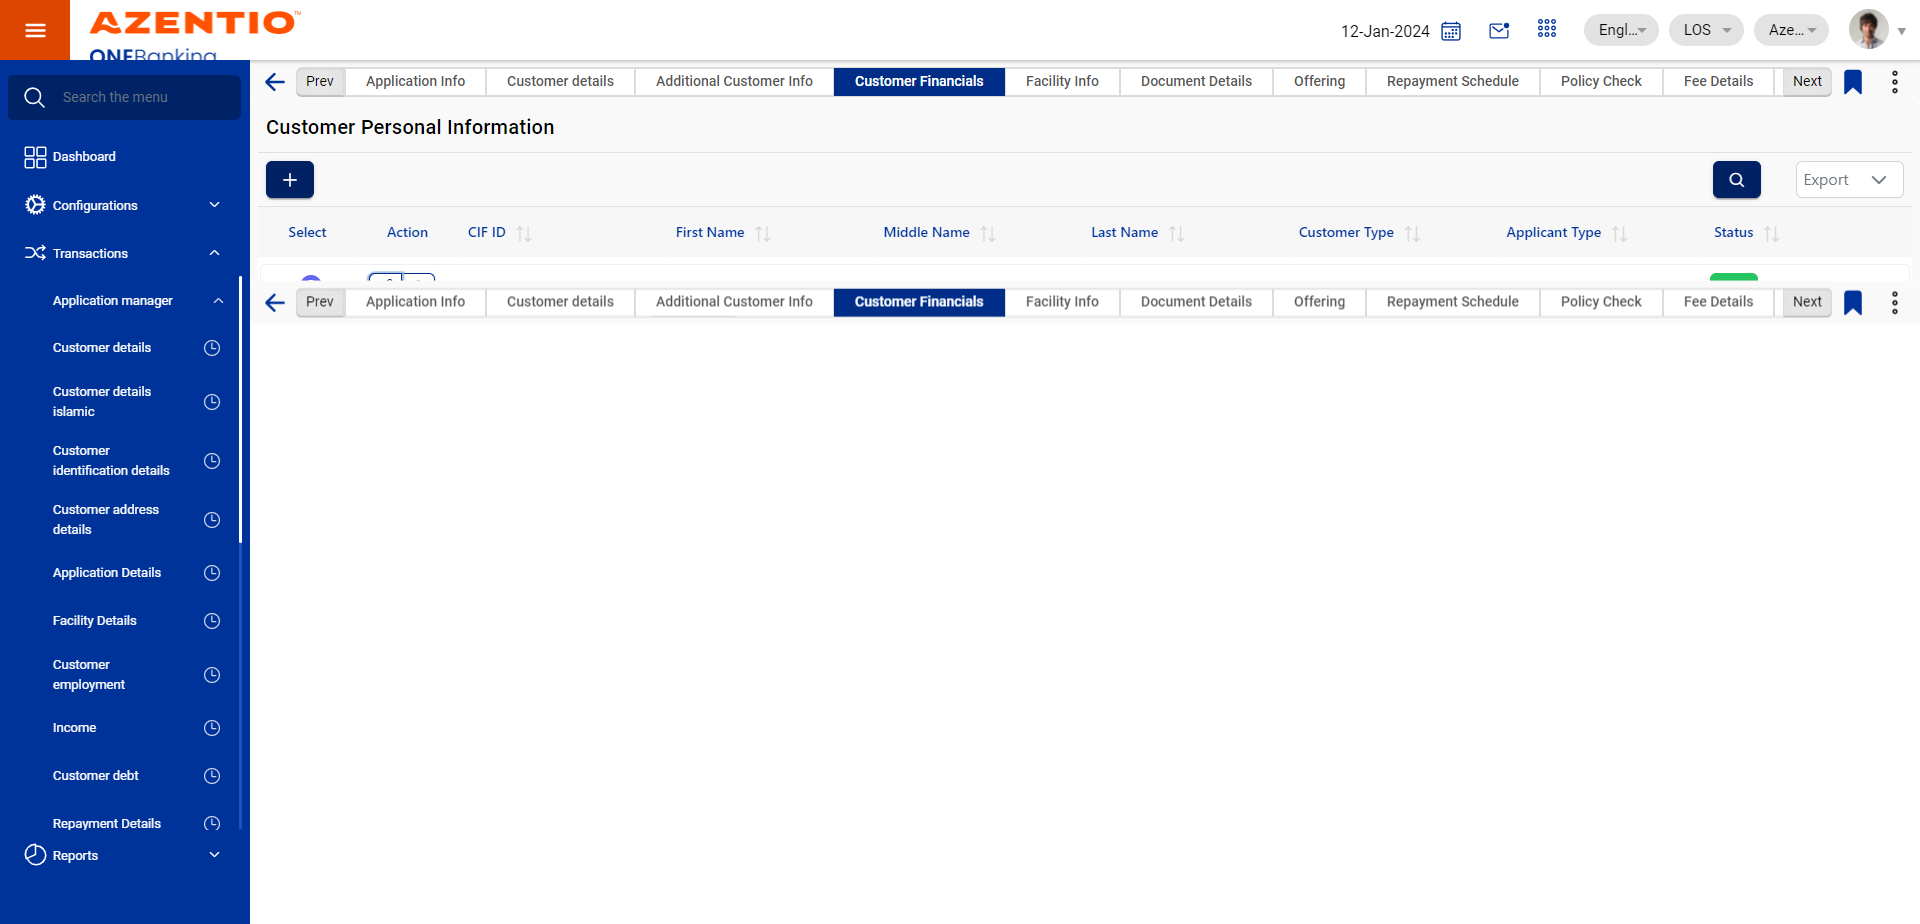 AZENTIO™
ONEBanking
12-Jan-2024
Engl...
LOS
Aze...
Search the menu
Dashboard
Configurations
Transactions
Application manager
Customer details
Customer details
islamic
Customer
identification details
Customer address
details
Application Details
Facility Details
Customer
employment
Income
Customer debt
Repayment Details
Reports
Prev Application Info Customer details Additional Customer Info Customer Financials Facility Info Document Details Offering Repayment Schedule Policy Check Fee Details Next
Customer Personal Information
+
Export
Select Action CIF ID First Name Middle Name Last Name Customer Type Applicant Type Status
Prev Application Info Customer details Additional Customer Info Customer Financials Facility Info Document Details Offering Repayment Schedule Policy Check Fee Details Next